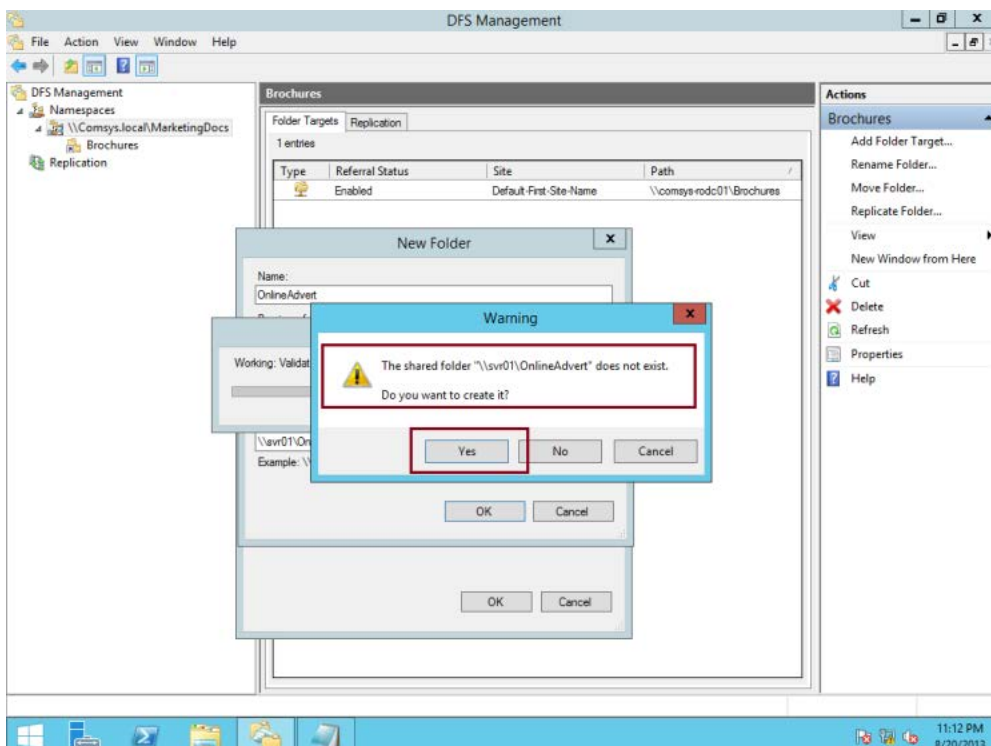 DFS Management
File Action View Window Help
DFS Management
Namespaces
\\Comsys.local\MarketingDocs
Brochures
Replication
Brochures
Folder Targets Replication
1 entries
Type Referral Status Site Path
Enabled Default-First-Site-Name \\comsys-rodc01\Brochures
New Folder
Name:
OnlineAdvert
Working: Validat
Warning
The shared folder "\\svr01\OnlineAdvert" does not exist.
Do you want to create it?
Yes No Cancel
\\svr01\On
Example: \\
OK Cancel
OK Cancel
Actions
Brochures
Add Folder Target...
Rename Folder...
Move Folder...
Replicate Folder...
View
New Window from Here
Cut
Delete
Refresh
Properties
Help
11:12 PM
8/20/2013